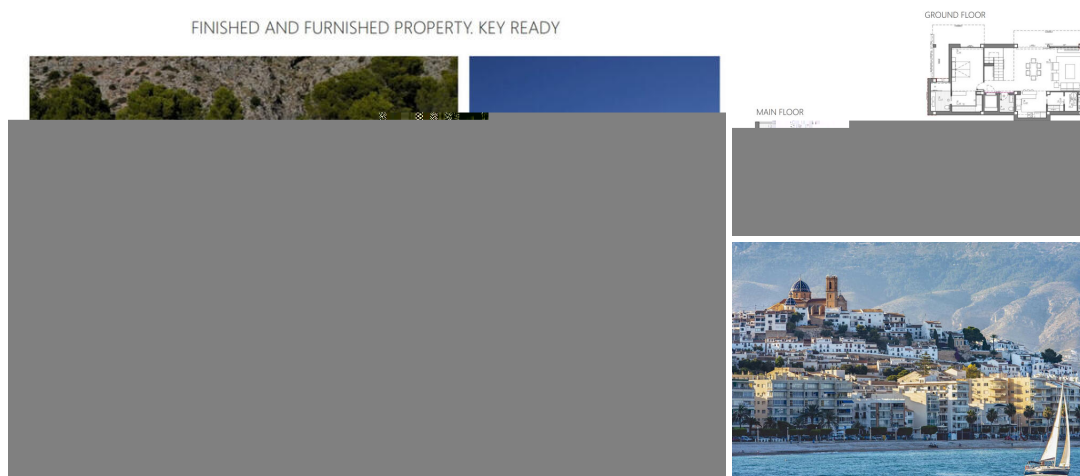 FINISHED AND FURNISHED PROPERTY. KEY READY
GROUND FLOOR
MAIN FLOOR